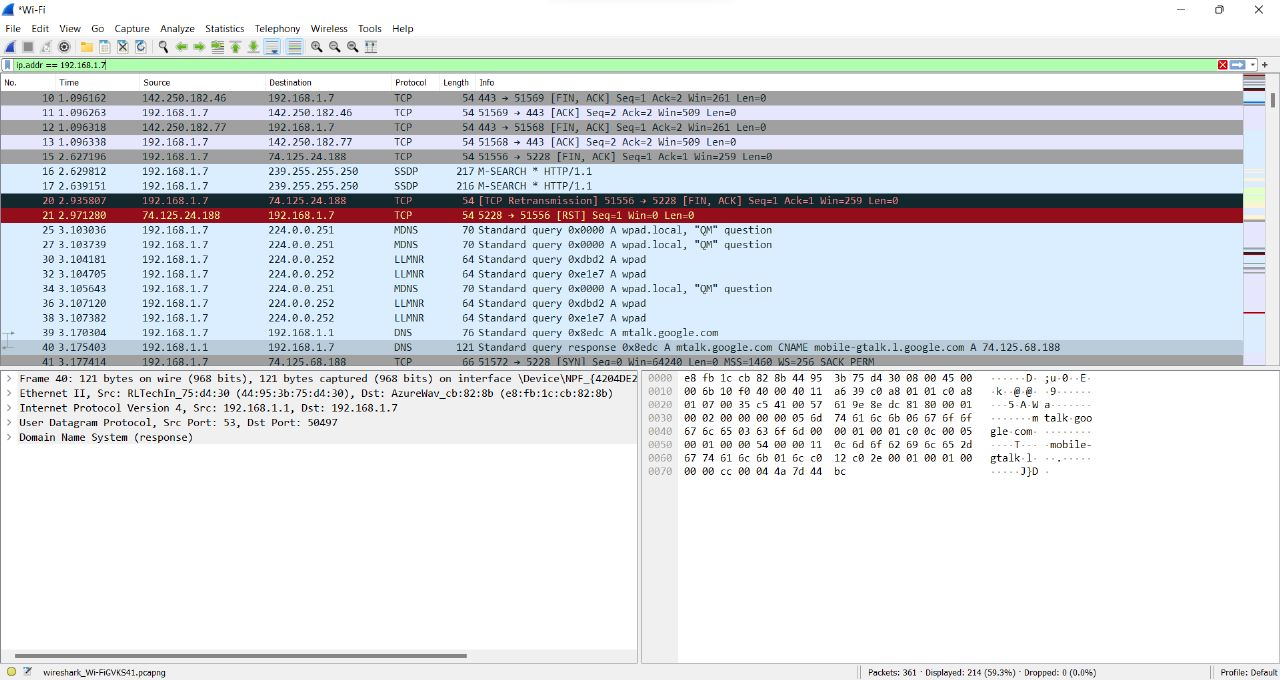 *Wi-Fi
File Edit View Go Capture Analyze Statistics Telephony Wireless Tools Help
ip.addr == 192.168.1.7
No. Time Source Destination Protocol Length Info
10 1.096162 142.250.182.46 192.168.1.7 TCP 54 443 → 51569 [FIN, ACK] Seq=1 Ack=2 Win=261 Len=0
11 1.096263 192.168.1.7 142.250.182.46 TCP 54 51569 → 443 [ACK] Seq=2 Ack=2 Win=509 Len=0
12 1.096318 142.250.182.77 192.168.1.7 TCP 54 443 → 51568 [FIN, ACK] Seq=1 Ack=2 Win=261 Len=0
13 1.096338 192.168.1.7 142.250.182.77 TCP 54 51568 → 443 [ACK] Seq=2 Ack=2 Win=509 Len=0
15 2.627196 192.168.1.7 74.125.24.188 TCP 54 51556 → 5228 [FIN, ACK] Seq=1 Ack=1 Win=259 Len=0
16 2.629812 192.168.1.7 239.255.255.250 SSDP 217 M-SEARCH * HTTP/1.1
17 2.639151 192.168.1.7 239.255.255.250 SSDP 216 M-SEARCH * HTTP/1.1
20 2.935807 192.168.1.7 74.125.24.188 TCP 54 [TCP Retransmission] 51556 → 5228 [FIN, ACK] Seq=1 Ack=1 Win=259 Len=0
21 2.971280 74.125.24.188 192.168.1.7 TCP 54 5228 → 51556 [RST] Seq=1 Win=0 Len=0
25 3.103036 192.168.1.7 224.0.0.251 MDNS 70 Standard query 0x0000 A wpad.local, "QM" question
27 3.103739 192.168.1.7 224.0.0.251 MDNS 70 Standard query 0x0000 A wpad.local, "QM" question
30 3.104181 192.168.1.7 224.0.0.252 LLMNR 64 Standard query 0xdbd2 A wpad
32 3.104705 192.168.1.7 224.0.0.252 LLMNR 64 Standard query 0xe1e7 A wpad
34 3.105643 192.168.1.7 224.0.0.251 MDNS 70 Standard query 0x0000 A wpad.local, "QM" question
36 3.107120 192.168.1.7 224.0.0.252 LLMNR 64 Standard query 0xdbd2 A wpad
38 3.107382 192.168.1.7 224.0.0.252 LLMNR 64 Standard query 0xe1e7 A wpad
39 3.170304 192.168.1.7 192.168.1.1 DNS 76 Standard query 0x8edc A mtalk.google.com
40 3.175403 192.168.1.1 192.168.1.7 DNS 121 Standard query response 0x8edc A mtalk.google.com CNAME mobile-gtalk.l.google.com A 74.125.68.188
41 3.177414 192.168.1.7 74.125.68.188 TCP 66 51572 → 5228 [SYN] Seq=0 Win=64240 Len=0 MSS=1460 WS=256 SACK_PERM
Frame 40: 121 bytes on wire (968 bits), 121 bytes captured (968 bits) on interface \Device\NPF_{4204DE2
Ethernet II, Src: RLTechIn_75:d4:30 (44:95:3b:75:d4:30), Dst: AzureWav_cb:82:8b (e8:fb:1c:cb:82:8b)
Internet Protocol Version 4, Src: 192.168.1.1, Dst: 192.168.1.7
User Datagram Protocol, Src Port: 53, Dst Port: 50497
Domain Name System (response)
0000 e8 fb 1c cb 82 8b 44 95 3b 75 d4 30 08 00 45 00 ······D· ;u·0··E·
0010 00 6b 10 f0 40 00 40 11 a6 39 c0 a8 01 01 c0 a8 ·k··@·@· ·9······
0020 01 07 00 35 c5 41 00 57 61 9e 8e dc 81 80 00 01 ···5·A·W a·······
0030 00 02 00 00 00 00 05 6d 74 61 6c 6b 06 67 6f 6f ·······m talk·goo
0040 67 6c 65 03 63 6f 6d 00 00 01 00 01 c0 0c 00 05 gle·com· ········
0050 00 01 00 00 54 00 00 11 0c 6d 6f 62 69 6c 65 2d ····T··· ·mobile-
0060 67 74 61 6c 6b 01 6c c0 12 c0 2e 00 01 00 01 00 gtalk·l· ··.·····
0070 00 00 cc 00 04 4a 7d 44 bc ·····J}D ·
wireshark_Wi-FiGVKS41.pcapng
Packets: 361 · Displayed: 214 (59.3%) · Dropped: 0 (0.0%)
Profile: Default